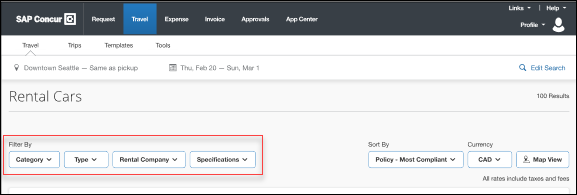 Links Help
SAP Concur C Request Travel Expense Invoice Approvals App Center Profile
Travel Trips Templates Tools
Downtown Seattle — Same as pickup Thu, Feb 20 — Sun, Mar 1 Edit Search
Rental Cars 100 Results
Filter By Sort By Currency
Category Type Rental Company Specifications Policy - Most Compliant CAD Map View
All rates include taxes and fees